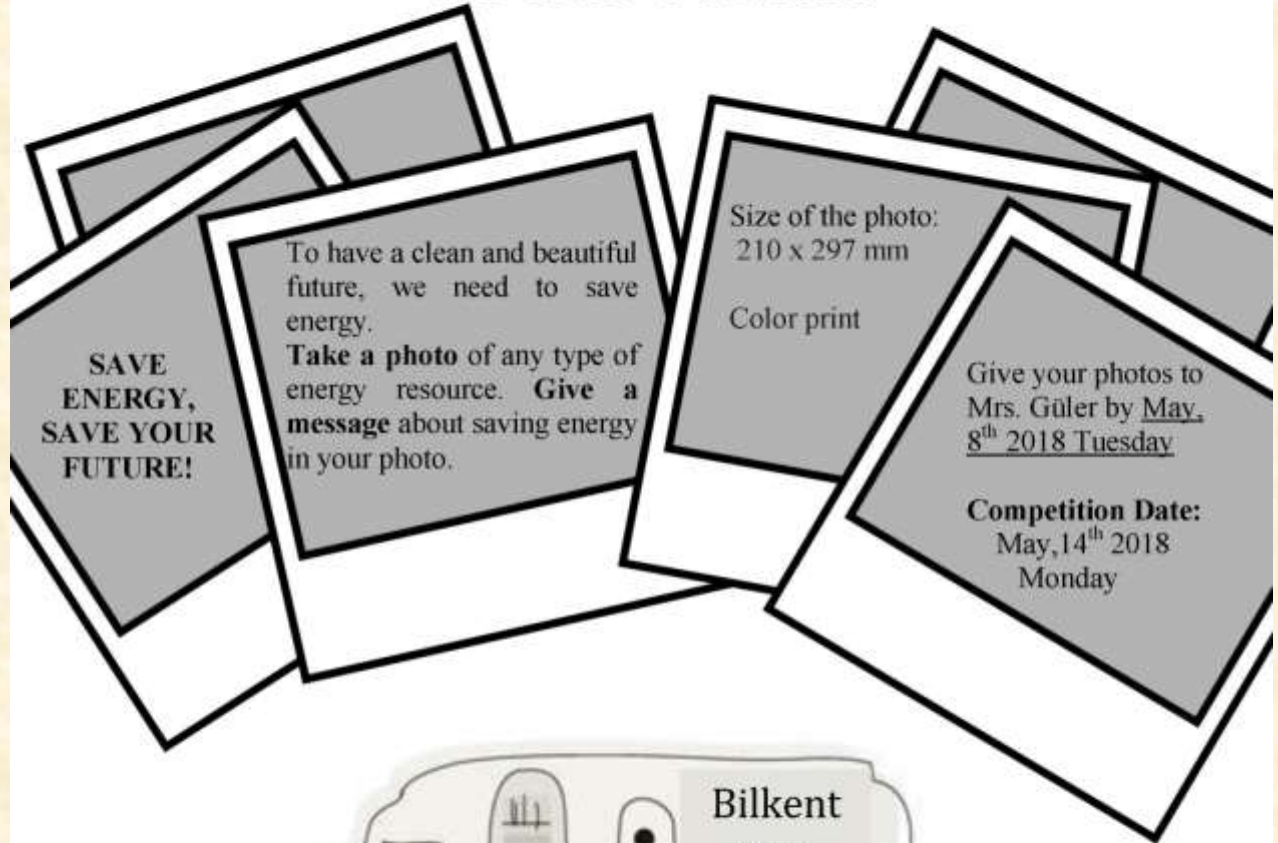 SAVE
ENERGY,
SAVE YOUR
FUTURE!
To have a clean and beautiful
future, we need to save
energy.
Take a photo of any type of
energy resource. Give a
message about saving energy
in your photo.
Size of the photo:
210 x 297 mm
Color print
Give your photos to
Mrs. Güler by May,
8th 2018 Tuesday
Competition Date:
May,14th 2018
Monday
Bilkent